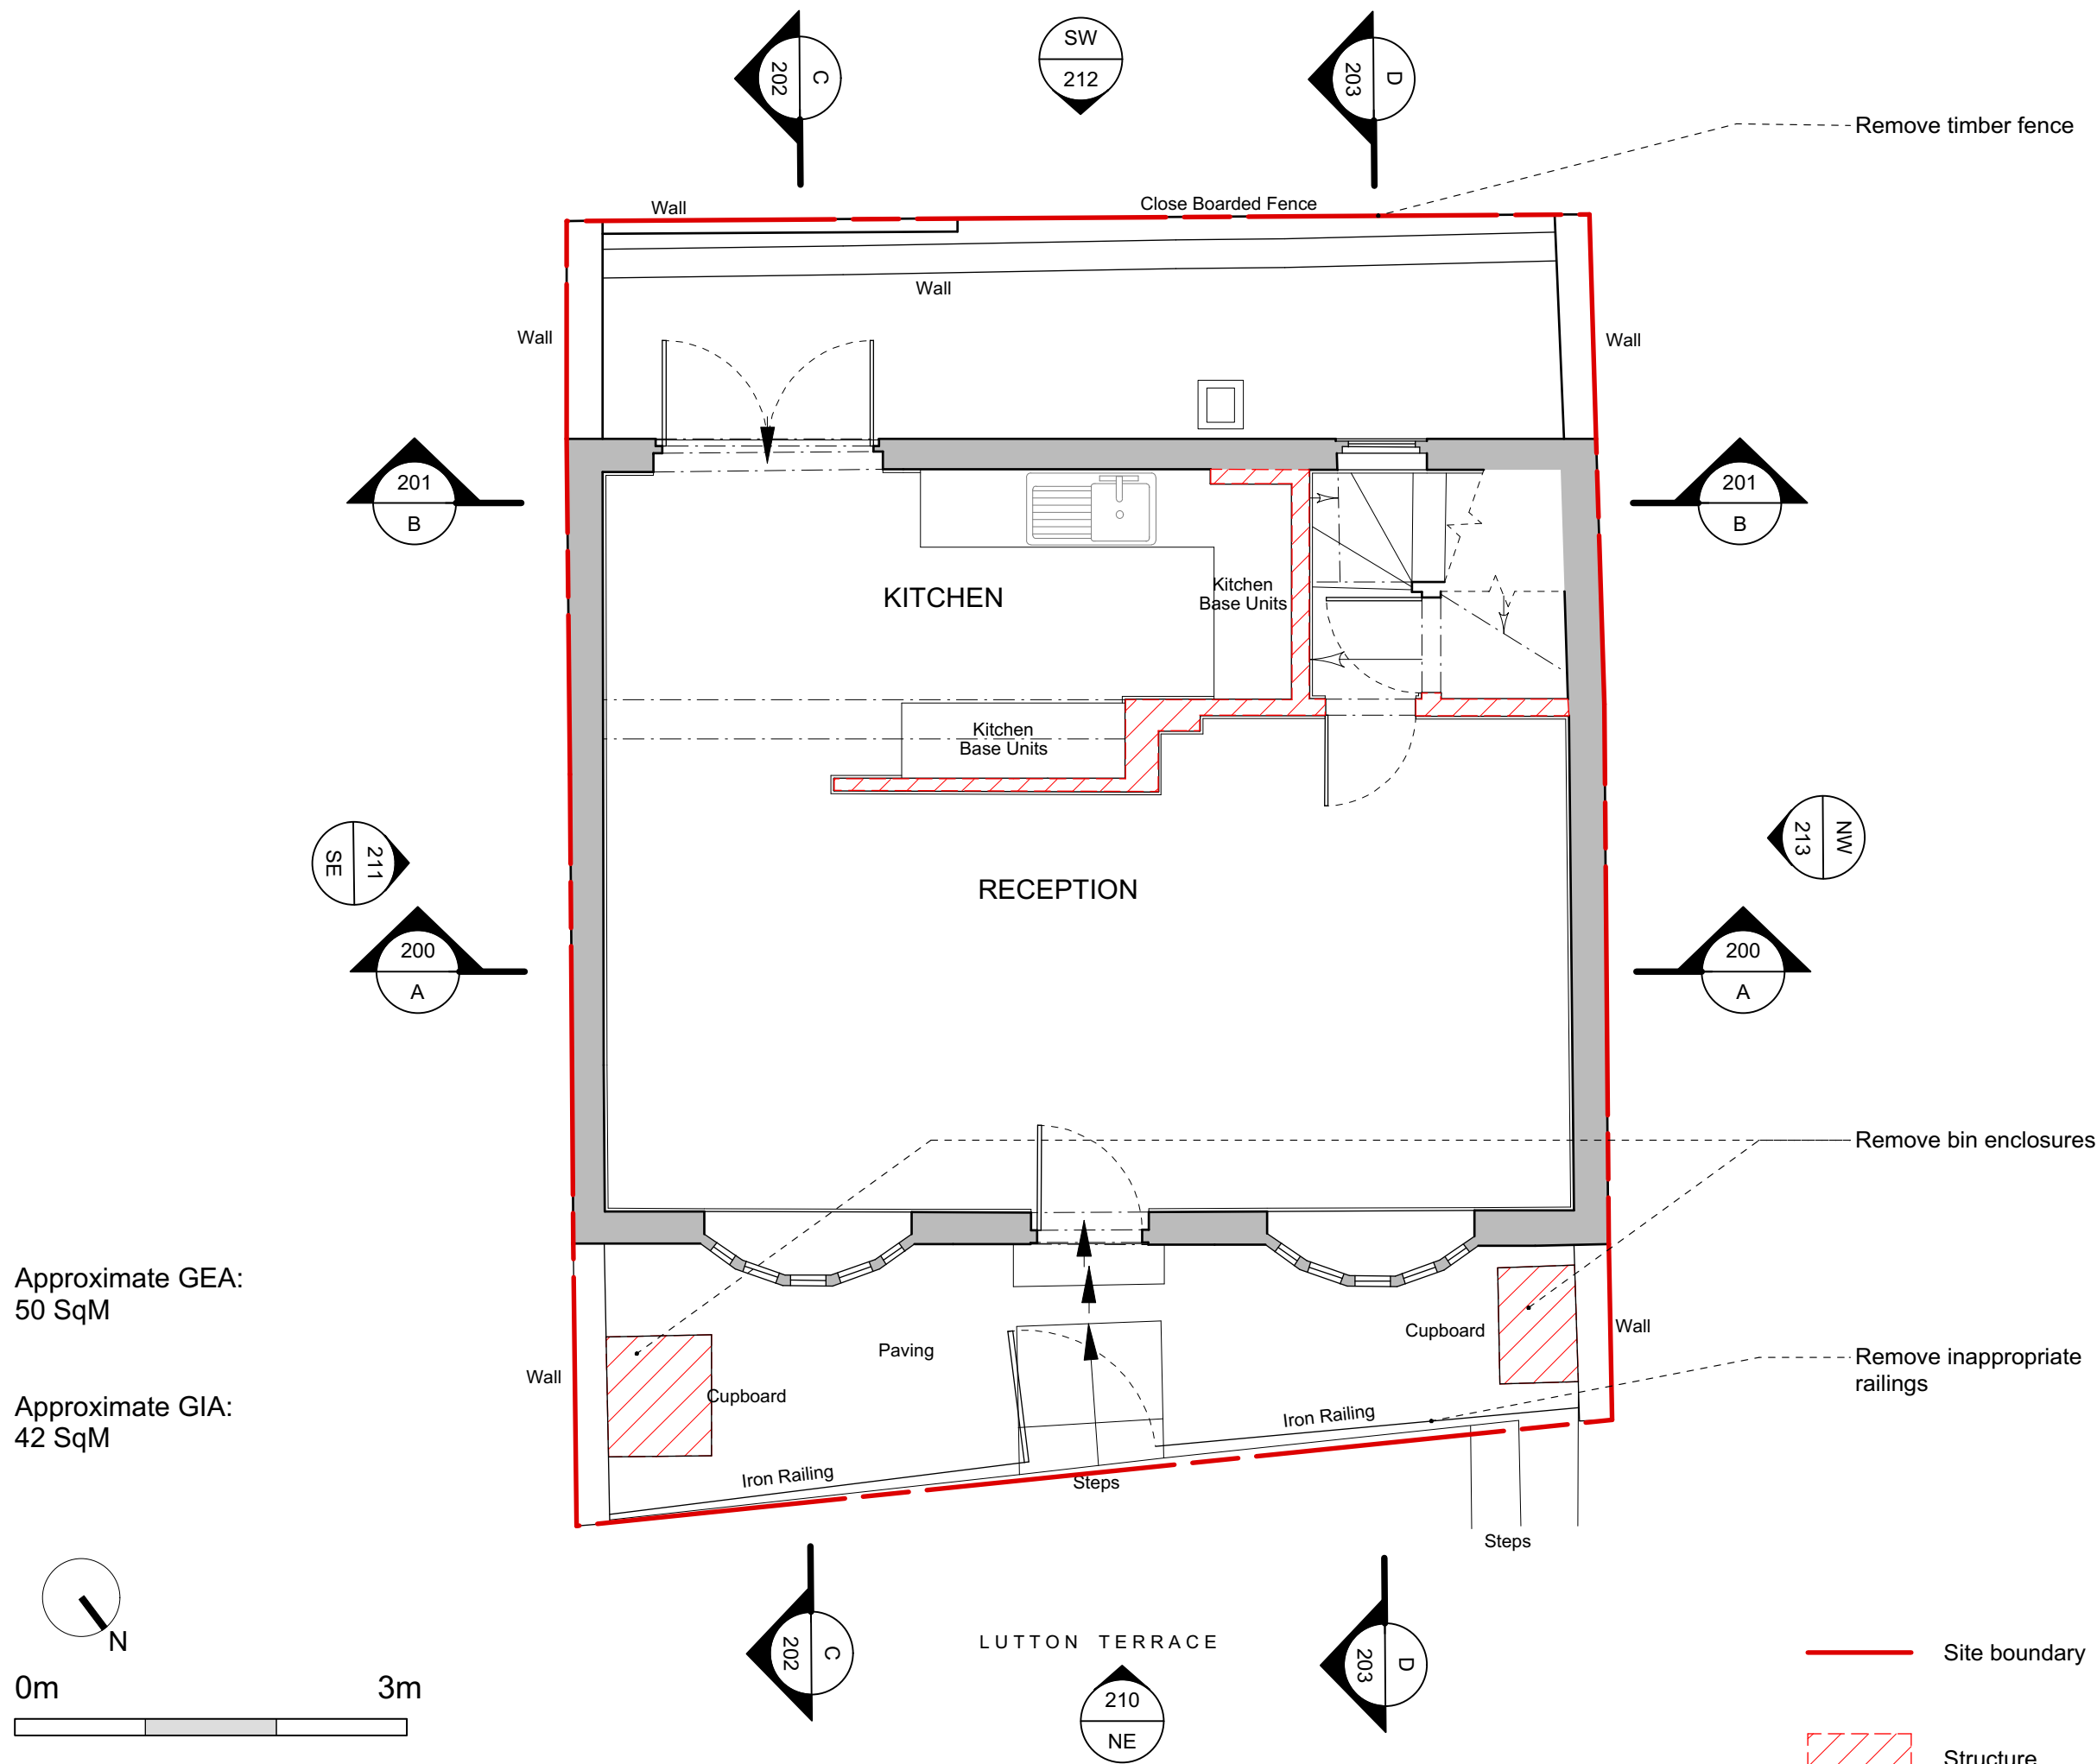 C
202
SW
212
D
203
Remove timber fence
Wall
Close Boarded Fence
Wall
Wall
Wall
201
B
201
B
KITCHEN
Kitchen
Base Units
Kitchen
Base Units
211
SE
NW
213
RECEPTION
200
A
200
A
Remove bin enclosures
Approximate GEA:
50 SqM
Approximate GIA:
42 SqM
Paving
Cupboard
Wall
Remove inappropriate
railings
Wall
Cupboard
Iron Railing
Iron Railing
Steps
Steps
N
0m
3m
C
202
LUTTON TERRACE
D
203
210
NE
Site boundary
Structure